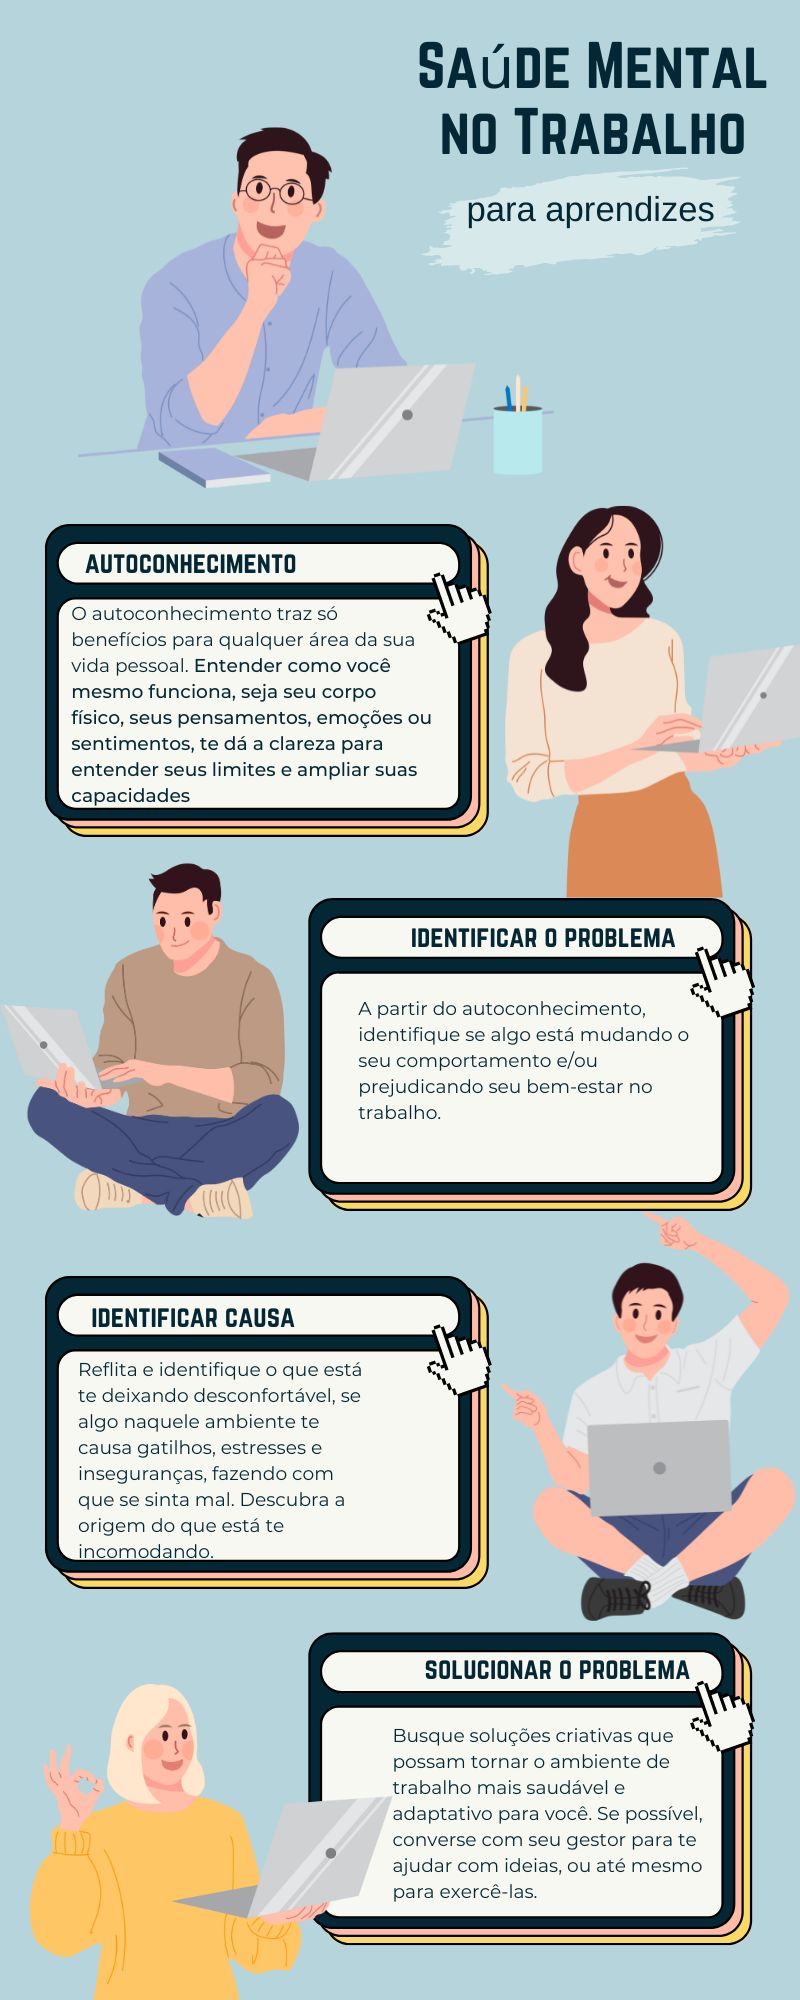 Saúde Mental
no Trabalho
para aprendizes
AUTOCONHECIMENTO
O autoconhecimento traz só
benefícios para qualquer área da sua
vida pessoal. Entender como você
mesmo funciona, seja seu corpo
físico, seus pensamentos, emoções ou
sentimentos, te dá a clareza para
entender seus limites e ampliar suas
capacidades
IDENTIFICAR O PROBLEMA
A partir do autoconhecimento,
identifique se algo está mudando o
seu comportamento e/ou
prejudicando seu bem-estar no
trabalho.
IDENTIFICAR CAUSA
Reflita e identifique o que está
te deixando desconfortável, se
algo naquele ambiente te
causa gatilhos, estresses e
inseguranças, fazendo com
que se sinta mal. Descubra a
origem do que está te
incomodando.
SOLUCIONAR O PROBLEMA
Busque soluções criativas que
possam tornar o ambiente de
trabalho mais saudável e
adaptativo para você. Se possível,
converse com seu gestor para te
ajudar com ideias, ou até mesmo
para exercê-las.